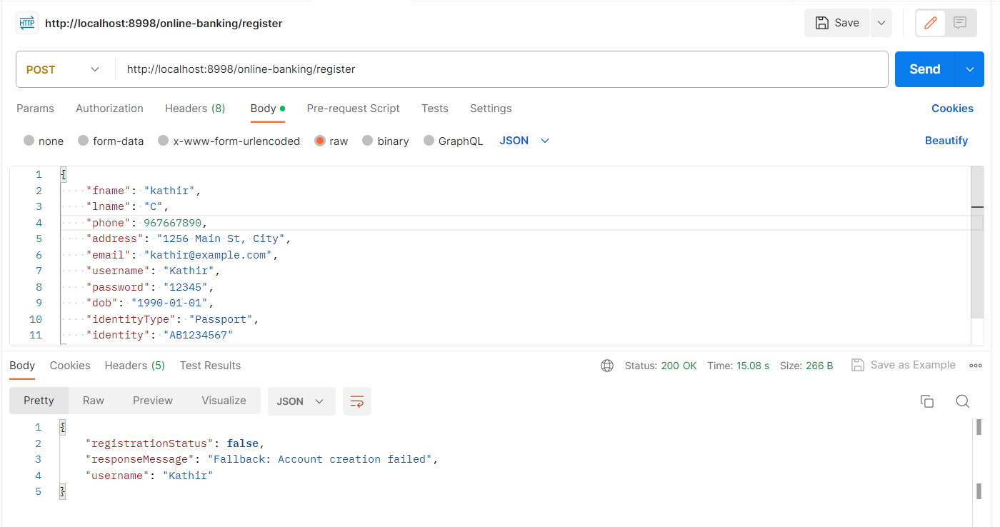 HTTP http://localhost:8998/online-banking/register Save
POST http://localhost:8998/online-banking/register Send
Params Authorization Headers (8) Body Pre-request Script Tests Settings Cookies
none form-data x-www-form-urlencoded raw binary GraphQL JSON Beautify
1 {
2 "fname": "kathir",
3 "lname": "C",
4 "phone": 967667890,
5 "address": "1256 Main St, City",
6 "email": "kathir@example.com",
7 "username": "Kathir",
8 "password": "12345",
9 "dob": "1990-01-01",
10 "identityType": "Passport",
11 "identity": "AB1234567"
Body Cookies Headers (5) Test Results Status: 200 OK Time: 15.08 s Size: 266 B Save as Example
Pretty Raw Preview Visualize JSON
1 {
2 "registrationStatus": false,
3 "responseMessage": "Fallback: Account creation failed",
4 "username": "Kathir"
5 }